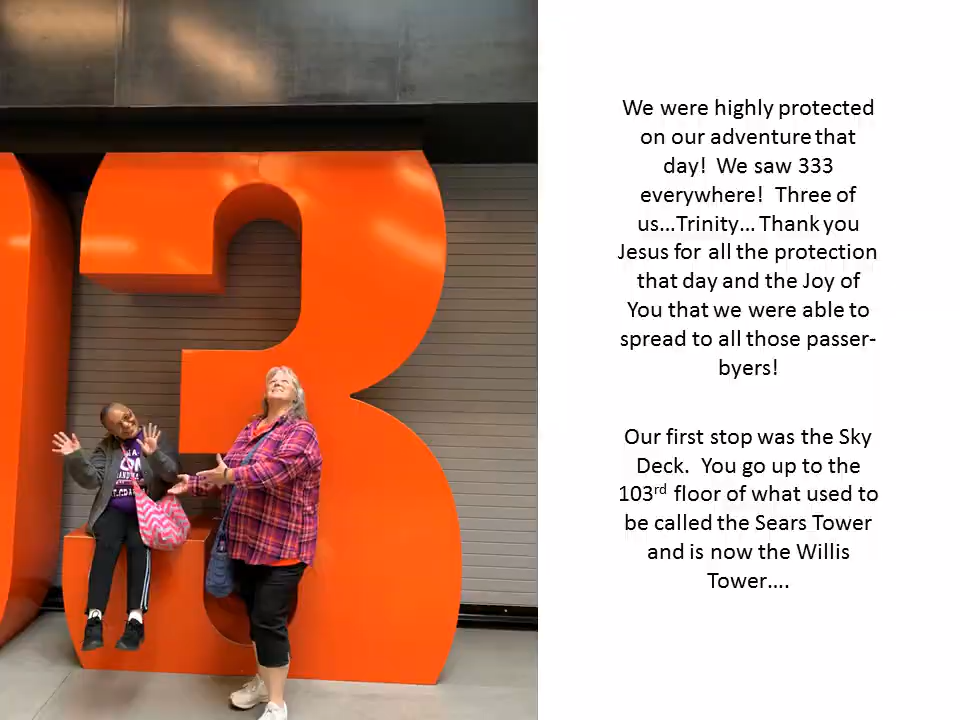 3
We were highly protected
on our adventure that
day!  We saw 333
everywhere!  Three of
us...Trinity... Thank you
Jesus for all the protection
that day and the Joy of
You that we were able to
spread to all those passer-
byers!
Our first stop was the Sky
Deck.  You go up to the
103rd floor of what used to
be called the Sears Tower
and is now the Willis
Tower....